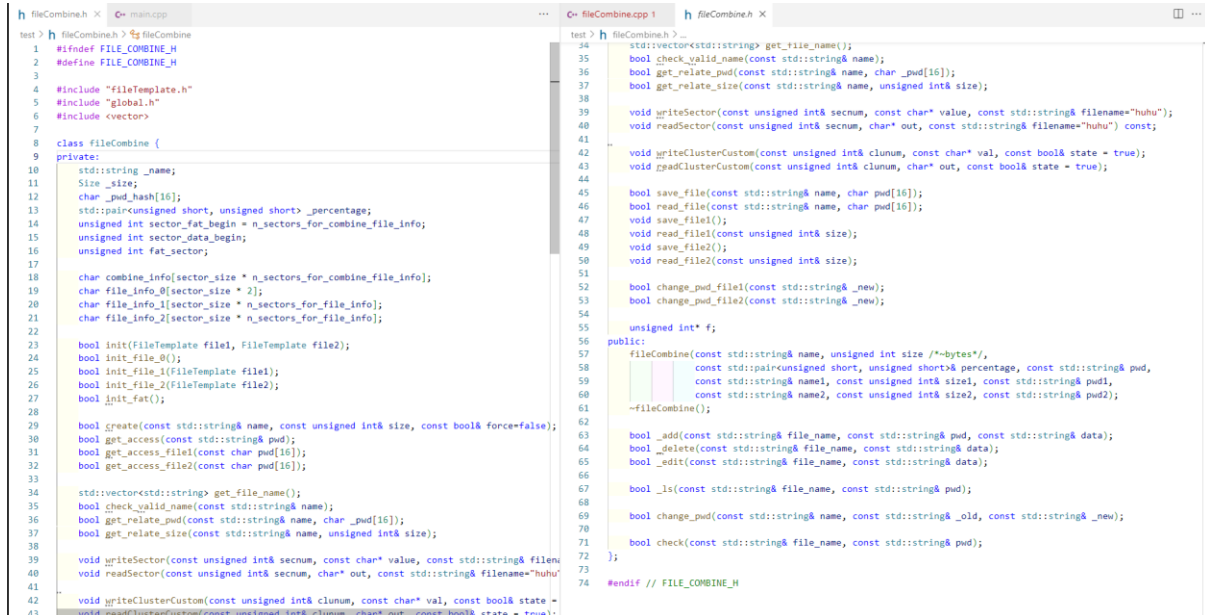 fileCombine.h × main.cpp
test > fileCombine.h > fileCombine
1 #ifndef FILE_COMBINE_H
2 #define FILE_COMBINE_H
3
4 #include "fileTemplate.h"
5 #include "global.h"
6 #include <vector>
7
8 class fileCombine {
9 private:
10 std::string _name;
11 Size _size;
12 char _pwd_hash[16];
13 std::pair<unsigned short, unsigned short> _percentage;
14 unsigned int sector_fat_begin = n_sectors_for_combine_file_info;
15 unsigned int sector_data_begin;
16 unsigned int fat_sector;
17
18 char combine_info[sector_size * n_sectors_for_combine_file_info];
19 char file_info_0[sector_size * 2];
20 char file_info_1[sector_size * n_sectors_for_file_info];
21 char file_info_2[sector_size * n_sectors_for_file_info];
22
23 bool init(FileTemplate file1, FileTemplate file2);
24 bool init_file_0();
25 bool init_file_1(FileTemplate file1);
26 bool init_file_2(FileTemplate file2);
27 bool init_fat();
28
29 bool create(const std::string& name, const unsigned int& size, const bool& force=false);
30 bool get_access(const std::string& pwd);
31 bool get_access_file1(const char pwd[16]);
32 bool get_access_file2(const char pwd[16]);
33
34 std::vector<std::string> get_file_name();
35 bool check_valid_name(const std::string& name);
36 bool get_relate_pwd(const std::string& name, char _pwd[16]);
37 bool get_relate_size(const std::string& name, unsigned int& size);
38
39 void writeSector(const unsigned int& secnum, const char* value, const std::string& filena
40 void readSector(const unsigned int& secnum, char* out, const std::string& filename="huhu"
41
42 void writeClusterCustom(const unsigned int& clunum, const char* val, const bool& state =
43 void readClusterCustom(const unsigned int& clunum, char* out, const bool& state = true);
fileCombine.cpp 1 fileCombine.h ×
test > fileCombine.h > ...
34 std::vector<std::string> get_file_name();
35 bool check_valid_name(const std::string& name);
36 bool get_relate_pwd(const std::string& name, char _pwd[16]);
37 bool get_relate_size(const std::string& name, unsigned int& size);
38
39 void writeSector(const unsigned int& secnum, const char* value, const std::string& filename="huhu");
40 void readSector(const unsigned int& secnum, char* out, const std::string& filename="huhu") const;
41
42 void writeClusterCustom(const unsigned int& clunum, const char* val, const bool& state = true);
43 void readClusterCustom(const unsigned int& clunum, char* out, const bool& state = true);
44
45 bool save_file(const std::string& name, char pwd[16]);
46 bool read_file(const std::string& name, char pwd[16]);
47 void save_file1();
48 void read_file1(const unsigned int& size);
49 void save_file2();
50 void read_file2(const unsigned int& size);
51
52 bool change_pwd_file1(const std::string& _new);
53 bool change_pwd_file2(const std::string& _new);
54
55 unsigned int* f;
56 public:
57 fileCombine(const std::string& name, unsigned int size /*~bytes*/,
58 const std::pair<unsigned short, unsigned short>& percentage, const std::string& pwd,
59 const std::string& name1, const unsigned int& size1, const std::string& pwd1,
60 const std::string& name2, const unsigned int& size2, const std::string& pwd2);
61 ~fileCombine();
62
63 bool _add(const std::string& file_name, const std::string& pwd, const std::string& data);
64 bool _delete(const std::string& file_name, const std::string& data);
65 bool _edit(const std::string& file_name, const std::string& data);
66
67 bool _ls(const std::string& file_name, const std::string& pwd);
68
69 bool change_pwd(const std::string& name, const std::string& _old, const std::string& _new);
70
71 bool check(const std::string& file_name, const std::string& pwd);
72 };
73
74 #endif // FILE_COMBINE_H